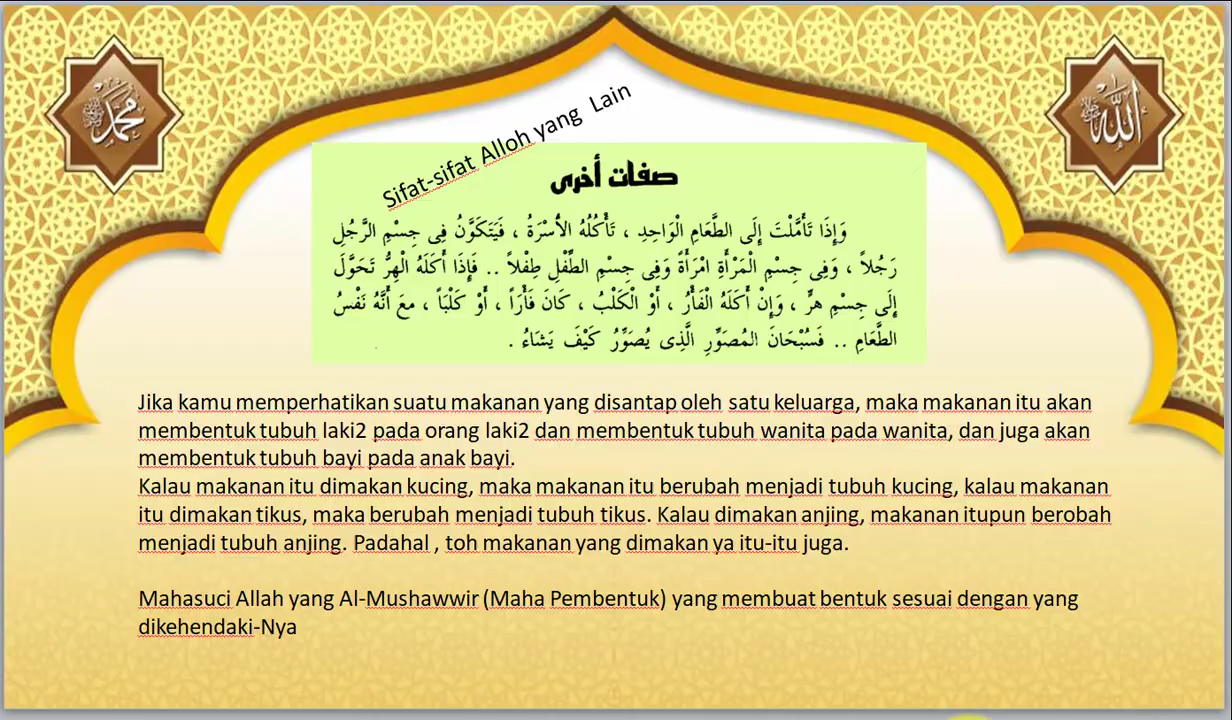 محمد
الله
Sifat-sifat Alloh yang Lain
صفات أخرى
وَإِذَا تَأَمَّلْتَ إِلَى الطَّعَامِ الْوَاحِدِ ، تَأْكُلُهُ الأُسْرَةُ ، فَيَتَكَوَّنُ فِى جِسْمِ الرَّجُلِ
رَجُلاً ، وَفِى جِسْمِ الْمَرْأَةِ امْرَأَةً وَفِى جِسْمِ الطِّفْلِ طِفْلاً .. فَإِذَا أَكَلَهُ الْهِرُّ تَحَوَّلَ
إِلَى جِسْمِ هِرٍّ ، وَإِنْ أَكَلَهُ الْفَأْرُ ، أَوْ الْكَلْبُ ، كَانَ فَأْرَاً ، أَوْ كَلْبَاً ، مَعَ أَنَّهُ نَفْسُ
الطَّعَامِ .. فَسُبْحَانَ المُصَوِّرِ الَّذِى يُصَوِّرُ كَيْفَ يَشَاءُ .
Jika kamu memperhatikan suatu makanan yang disantap oleh satu keluarga, maka makanan itu akan
membentuk tubuh laki2 pada orang laki2 dan membentuk tubuh wanita pada wanita, dan juga akan
membentuk tubuh bayi pada anak bayi.
Kalau makanan itu dimakan kucing, maka makanan itu berubah menjadi tubuh kucing, kalau makanan
itu dimakan tikus, maka berubah menjadi tubuh tikus. Kalau dimakan anjing, makanan itupun berobah
menjadi tubuh anjing. Padahal , toh makanan yang dimakan ya itu-itu juga.
Mahasuci Allah yang Al-Mushawwir (Maha Pembentuk) yang membuat bentuk sesuai dengan yang
dikehendaki-Nya